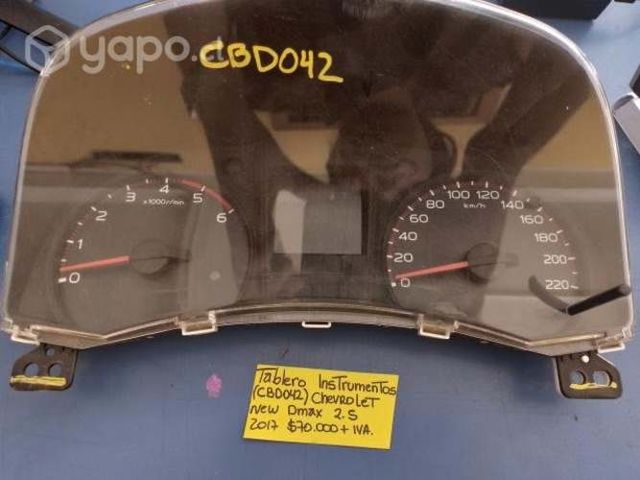 yapo.cl
CBD042
x1000r/min
0 1 2 3 4 5 6
km/h
0 20 40 60 80 100 120 140 160 180 200 220
Tablero Instrumentos
(CBD042) CHEVROLET
New Dmax 2.5
2017 $70.000 + IVA.